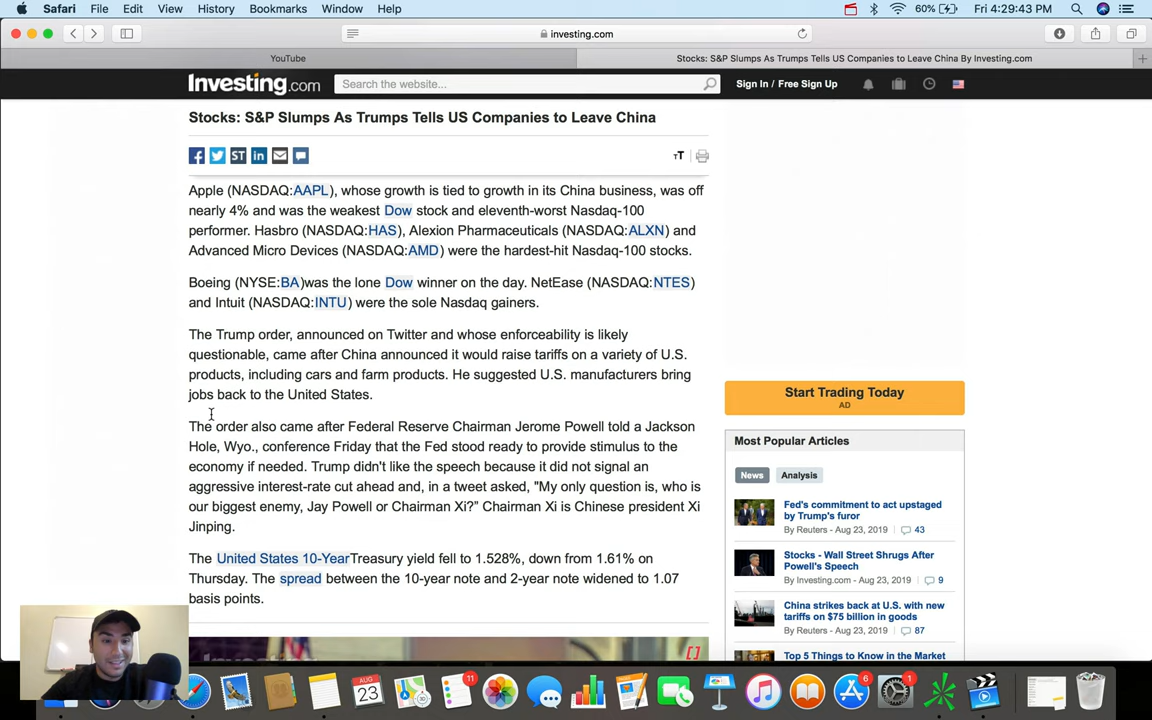 Safari File Edit View History Bookmarks Window Help 60% Fri 4:29:43 PM
investing.com
YouTube Stocks: S&P Slumps As Trumps Tells US Companies to Leave China By Investing.com
Investing.com Search the website... Sign In / Free Sign Up
Stocks: S&P Slumps As Trumps Tells US Companies to Leave China
Apple (NASDAQ:AAPL), whose growth is tied to growth in its China business, was off
nearly 4% and was the weakest Dow stock and eleventh-worst Nasdaq-100
performer. Hasbro (NASDAQ:HAS), Alexion Pharmaceuticals (NASDAQ:ALXN) and
Advanced Micro Devices (NASDAQ:AMD) were the hardest-hit Nasdaq-100 stocks.
Boeing (NYSE:BA)was the lone Dow winner on the day. NetEase (NASDAQ:NTES)
and Intuit (NASDAQ:INTU) were the sole Nasdaq gainers.
The Trump order, announced on Twitter and whose enforceability is likely
questionable, came after China announced it would raise tariffs on a variety of U.S.
products, including cars and farm products. He suggested U.S. manufacturers bring
jobs back to the United States.
The order also came after Federal Reserve Chairman Jerome Powell told a Jackson
Hole, Wyo., conference Friday that the Fed stood ready to provide stimulus to the
economy if needed. Trump didn't like the speech because it did not signal an
aggressive interest-rate cut ahead and, in a tweet asked, "My only question is, who is
our biggest enemy, Jay Powell or Chairman Xi?" Chairman Xi is Chinese president Xi
Jinping.
The United States 10-YearTreasury yield fell to 1.528%, down from 1.61% on
Thursday. The spread between the 10-year note and 2-year note widened to 1.07
basis points.
Start Trading Today
AD
Most Popular Articles
News Analysis
Fed's commitment to act upstaged
by Trump's furor
By Reuters - Aug 23, 2019 43
Stocks - Wall Street Shrugs After
Powell's Speech
By Investing.com - Aug 23, 2019 9
China strikes back at U.S. with new
tariffs on $75 billion in goods
By Reuters - Aug 23, 2019 87
Top 5 Things to Know in the Market
AUG
23
11
6
1